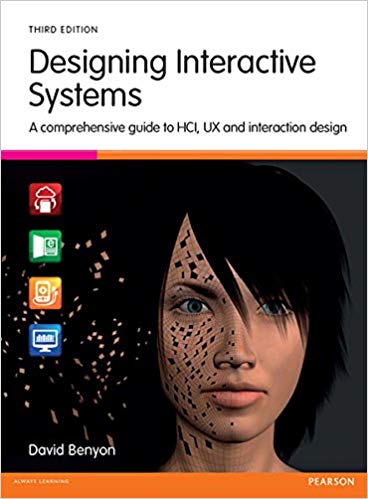 THIRD EDITION
Designing Interactive
Systems
A comprehensive guide to HCI, UX and interaction design
David Benyon
ALWAYS LEARNING
PEARSON